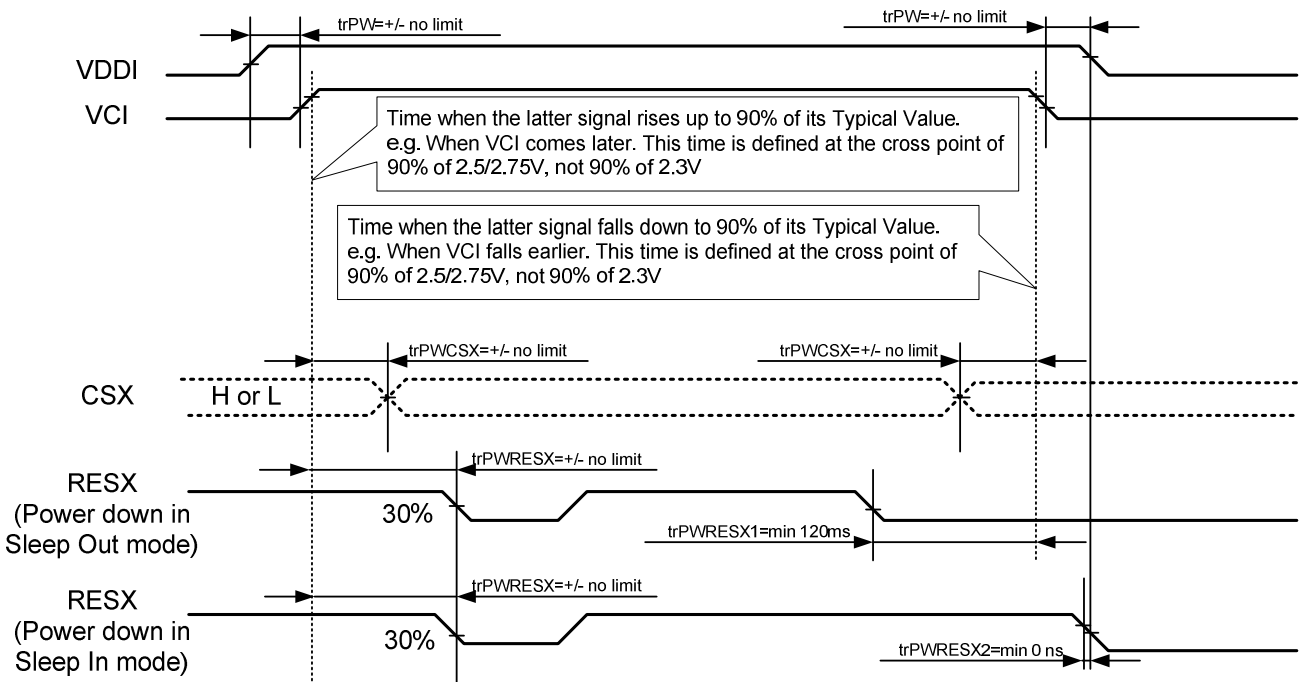 trPW=+/- no limit
trPW=+/- no limit
VDDI
VCI
Time when the latter signal rises up to 90% of its Typical Value.
e.g. When VCI comes later. This time is defined at the cross point of
90% of 2.5/2.75V, not 90% of 2.3V
Time when the latter signal falls down to 90% of its Typical Value.
e.g. When VCI falls earlier. This time is defined at the cross point of
90% of 2.5/2.75V, not 90% of 2.3V
trPWCSX=+/- no limit
trPWCSX=+/- no limit
CSX
H or L
trPWRESX=+/- no limit
RESX
(Power down in
Sleep Out mode)
30%
trPWRESX1=min 120ms
trPWRESX=+/- no limit
RESX
(Power down in
Sleep In mode)
30%
trPWRESX2=min 0 ns